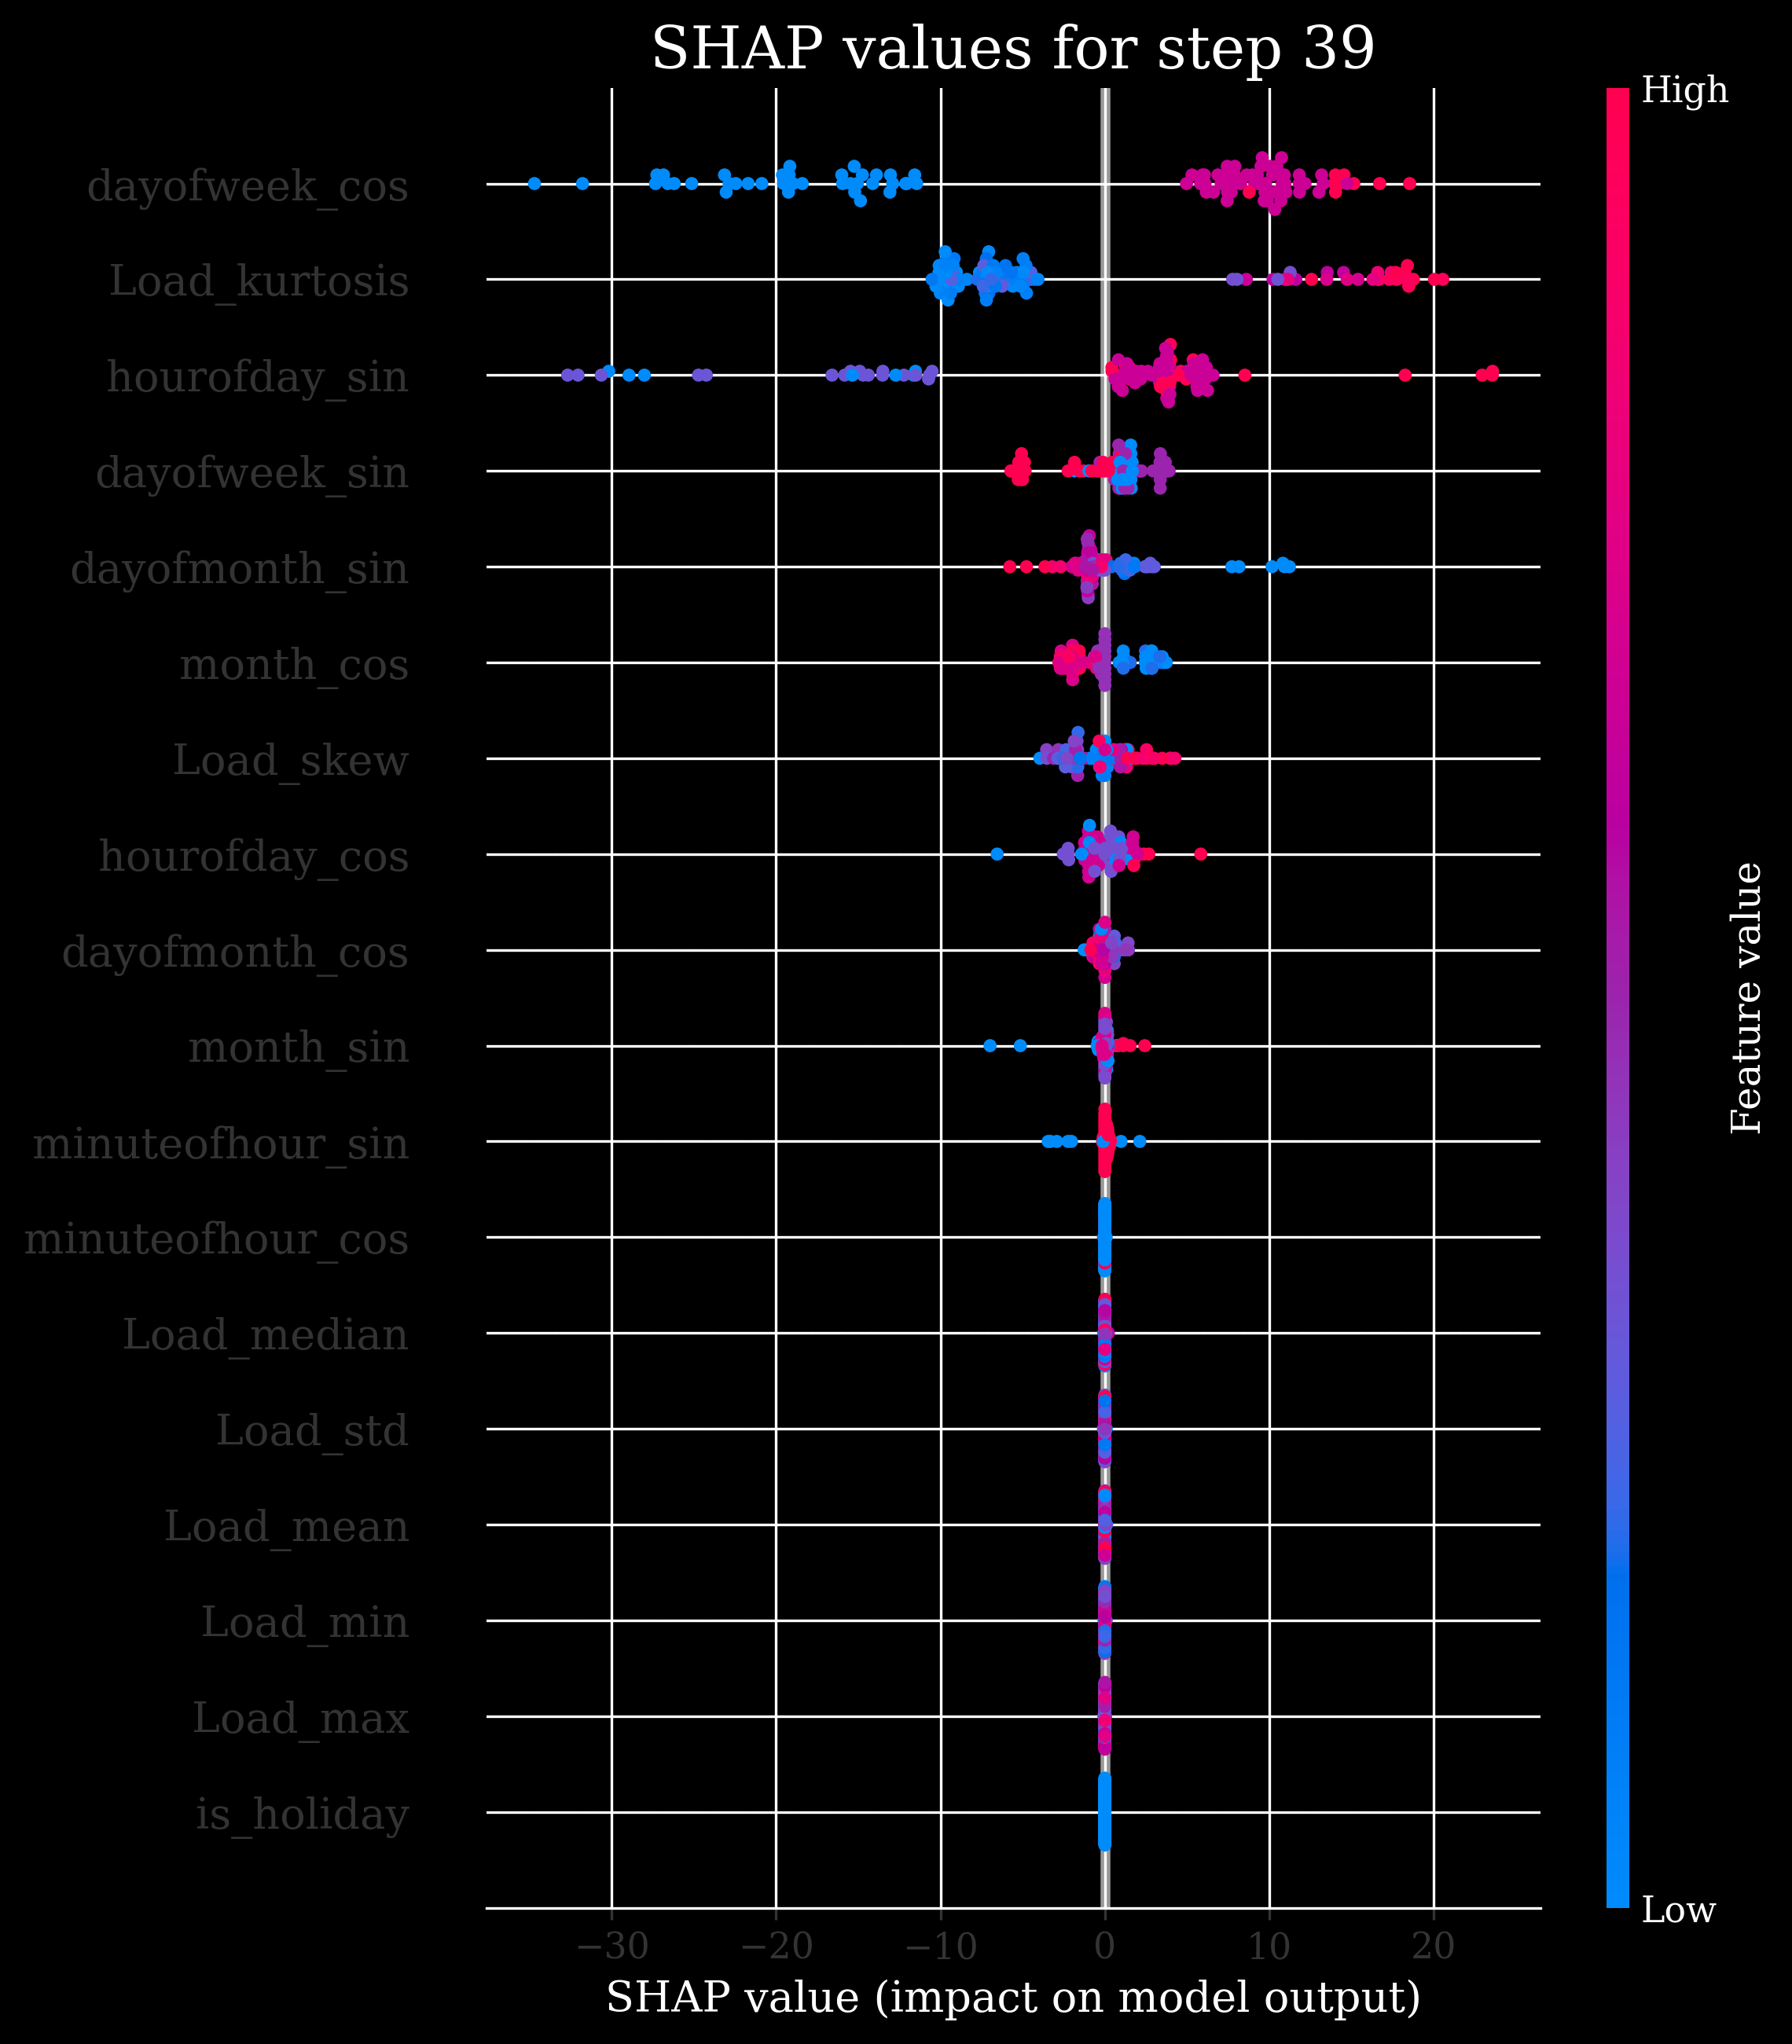 SHAP values for step 39
High
dayofweek_cos
Load_kurtosis
hourofday_sin
dayofweek_sin
dayofmonth_sin
month_cos
Load_skew
hourofday_cos
dayofmonth_cos
month_sin
minuteofhour_sin
minuteofhour_cos
Load_median
Load_std
Load_mean
Load_min
Load_max
is_holiday
Feature value
Low
−30 −20 −10 0 10 20
SHAP value (impact on model output)